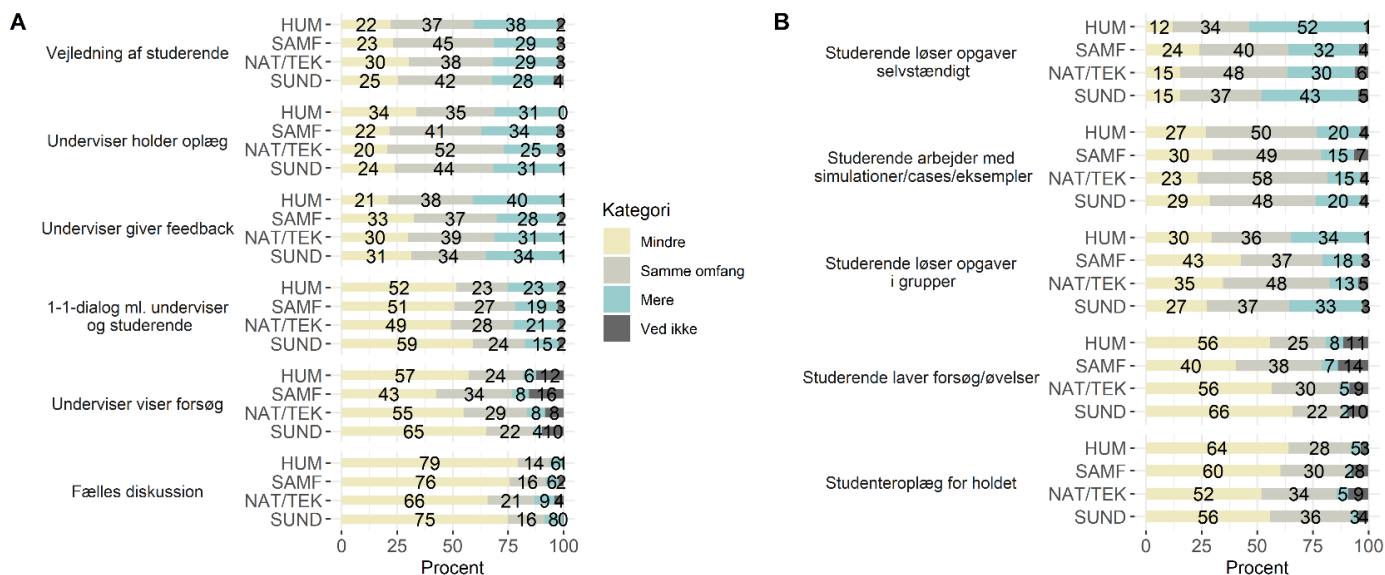 A
Vejledning af studerende
HUM 22 37 38 2
SAMF 23 45 29 3
NAT/TEK 30 38 29 3
SUND 25 42 28 4
Underviser holder oplæg
HUM 34 35 31 0
SAMF 22 41 34 3
NAT/TEK 20 52 25 3
SUND 24 44 31 1
Underviser giver feedback
HUM 21 38 40 1
SAMF 33 37 28 2
NAT/TEK 30 39 31 1
SUND 31 34 34 1
1-1-dialog ml. underviser
og studerende
HUM 52 23 23 2
SAMF 51 27 19 3
NAT/TEK 49 28 21 2
SUND 59 24 15 2
Underviser viser forsøg
HUM 57 24 6 12
SAMF 43 34 8 16
NAT/TEK 55 29 8 8
SUND 65 22 4 10
Fælles diskussion
HUM 79 14 6 1
SAMF 76 16 6 2
NAT/TEK 66 21 9 4
SUND 75 16 8 0
0 25 50 75 100
Procent
Kategori
Mindre
Samme omfang
Mere
Ved ikke
B
Studerende løser opgaver
selvstændigt
HUM 12 34 52 1
SAMF 24 40 32 4
NAT/TEK 15 48 30 6
SUND 15 37 43 5
Studerende arbejder med
simulationer/cases/eksempler
HUM 27 50 20 4
SAMF 30 49 15 7
NAT/TEK 23 58 15 4
SUND 29 48 20 4
Studerende løser opgaver
i grupper
HUM 30 36 34 1
SAMF 43 37 18 3
NAT/TEK 35 48 13 5
SUND 27 37 33 3
Studerende laver forsøg/øvelser
HUM 56 25 8 11
SAMF 40 38 7 14
NAT/TEK 56 30 5 9
SUND 66 22 2 10
Studenteroplæg for holdet
HUM 64 28 5 3
SAMF 60 30 2 8
NAT/TEK 52 34 5 9
SUND 56 36 3 4
0 25 50 75 100
Procent